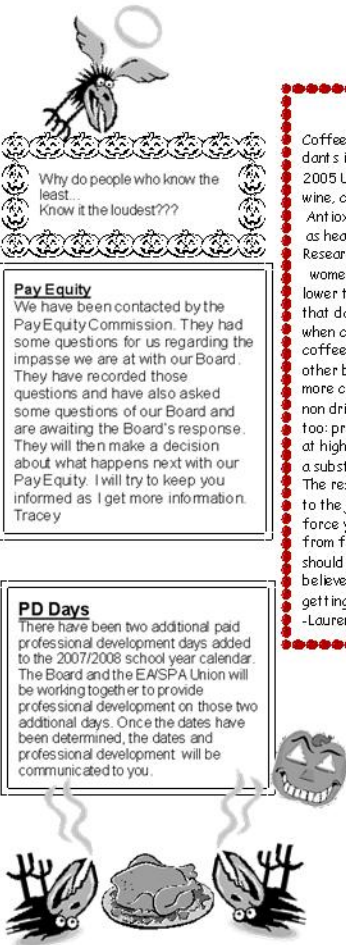 Why do people who know the
least...
Know it the loudest???
Pay Equity
We have been contacted by the
Pay Equity Commission. They had
some questions for us regarding the
impasse we are at with our Board.
They have recorded those
questions and have also asked
some questions of our Board and
are awaiting the Board's response.
They will then make a decision
about what happens next with our
Pay Equity. I will try to keep you
informed as I get more information.
Tracey
PD Days
There have been two additional paid
professional development days added
to the 2007/2008 school year calendar.
The Board and the EA/SPA Union will
be working together to provide
professional development on those two
additional days. Once the dates have
been determined, the dates and
professional development will be
communicated to you.
Coffee
dants i
2005 U
wine, c
Antiox
as hea
Resear
wome
lower t
that do
when c
coffee
other b
more c
non dri
too: pr
at high
a subst
The re
to the
force y
from f
should
believe
getting
-Laure